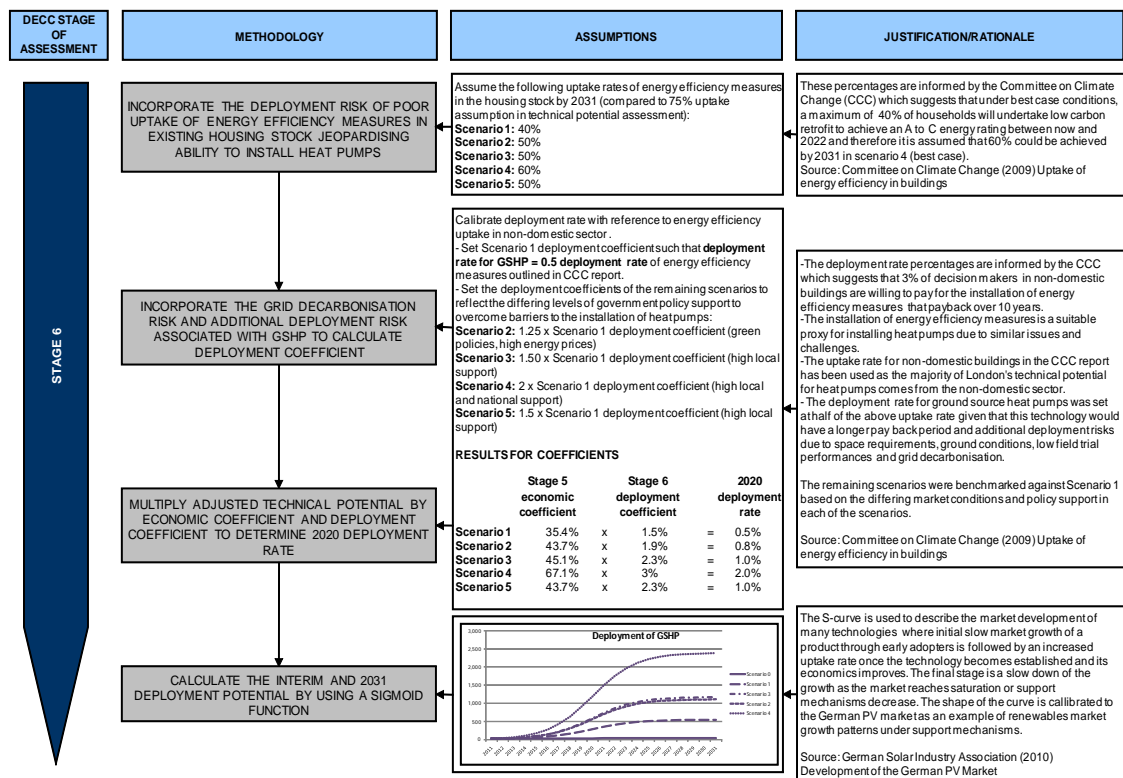 DECC STAGE
OF
ASSESSMENT
METHODOLOGY
ASSUMPTIONS
JUSTIFICATION/RATIONALE
STAGE 6
INCORPORATE THE DEPLOYMENT RISK OF POOR
UPTAKE OF ENERGY EFFICIENCY MEASURES IN
EXISTING HOUSING STOCK JEOPARDISING
ABILITY TO INSTALL HEAT PUMPS
Assume the following uptake rates of energy efficiency measures
in the housing stock by 2031 (compared to 75% uptake
assumption in technical potential assessment):
Scenario 1: 40%
Scenario 2: 50%
Scenario 3: 50%
Scenario 4: 60%
Scenario 5: 50%
These percentages are informed by the Committee on Climate
Change (CCC) which suggests that under best case conditions,
a maximum of 40% of households will undertake low carbon
retrofit to achieve an A to C energy rating between now and
2022 and therefore it is assumed that 60% could be achieved
by 2031 in scenario 4 (best case).
Source: Committee on Climate Change (2009) Uptake of
energy efficiency in buildings
INCORPORATE THE GRID DECARBONISATION
RISK AND ADDITIONAL DEPLOYMENT RISK
ASSOCIATED WITH GSHP TO CALCULATE
DEPLOYMENT COEFFICIENT
Calibrate deployment rate with reference to energy efficiency
uptake in non-domestic sector .
- Set Scenario 1 deployment coefficient such that deployment
rate for GSHP = 0.5 deployment rate of energy efficiency
measures outlined in CCC report.
- Set the deployment coefficients of the remaining scenarios to
reflect the differing levels of government policy support to
overcome barriers to the installation of heat pumps:
Scenario 2: 1.25 x Scenario 1 deployment coefficient (green
policies, high energy prices)
Scenario 3: 1.50 x Scenario 1 deployment coefficient (high local
support)
Scenario 4: 2 x Scenario 1 deployment coefficient (high local
and national support)
Scenario 5: 1.5 x Scenario 1 deployment coefficient (high local
support)
-The deployment rate percentages are informed by the CCC
which suggests that 3% of decision makers in non-domestic
buildings are willing to pay for the installation of energy
efficiency measures that payback over 10 years.
-The installation of energy efficiency measures is a suitable
proxy for installing heat pumps due to similar issues and
challenges.
-The uptake rate for non-domestic buildings in the CCC report
has been used as the majority of London's technical potential
for heat pumps comes from the non-domestic sector.
- The deployment rate for ground source heat pumps was set
at half of the above uptake rate given that this technology would
have a longer pay back period and additional deployment risks
due to space requirements, ground conditions, low field trial
performances and grid decarbonisation.
The remaining scenarios were benchmarked against Scenario 1
based on the differing market conditions and policy support in
each of the scenarios.
Source: Committee on Climate Change (2009) Uptake of
energy efficiency in buildings
MULTIPLY ADJUSTED TECHNICAL POTENTIAL BY
ECONOMIC COEFFICIENT AND DEPLOYMENT
COEFFICIENT TO DETERMINE 2020 DEPLOYMENT
RATE
RESULTS FOR COEFFICIENTS
Stage 5 Stage 6 2020
economic deployment deployment
coefficient coefficient rate
Scenario 1 35.4% x 1.5% = 0.5%
Scenario 2 43.7% x 1.9% = 0.8%
Scenario 3 45.1% x 2.3% = 1.0%
Scenario 4 67.1% x 3% = 2.0%
Scenario 5 43.7% x 2.3% = 1.0%
CALCULATE THE INTERIM AND 2031
DEPLOYMENT POTENTIAL BY USING A SIGMOID
FUNCTION
Deployment of GSHP
3,000
2,500
2,000
1,500
1,000
500
0
2011 2012 2013 2014 2015 2016 2017 2018 2019 2020 2021 2022 2023 2024 2025 2026 2027 2028 2029 2030 2031
Scenario 1
Scenario 3
Scenario 2
Scenario 4
The S-curve is used to describe the market development of
many technologies where initial slow market growth of a
product through early adopters is followed by an increased
uptake rate once the technology becomes established and its
economics improves. The final stage is a slow down of the
growth as the market reaches saturation or support
mechanisms decrease. The shape of the curve is callibrated to
the German PV market as an example of renewables market
growth patterns under support mechanisms.
Source: German Solar Industry Association (2010)
Development of the German PV Market